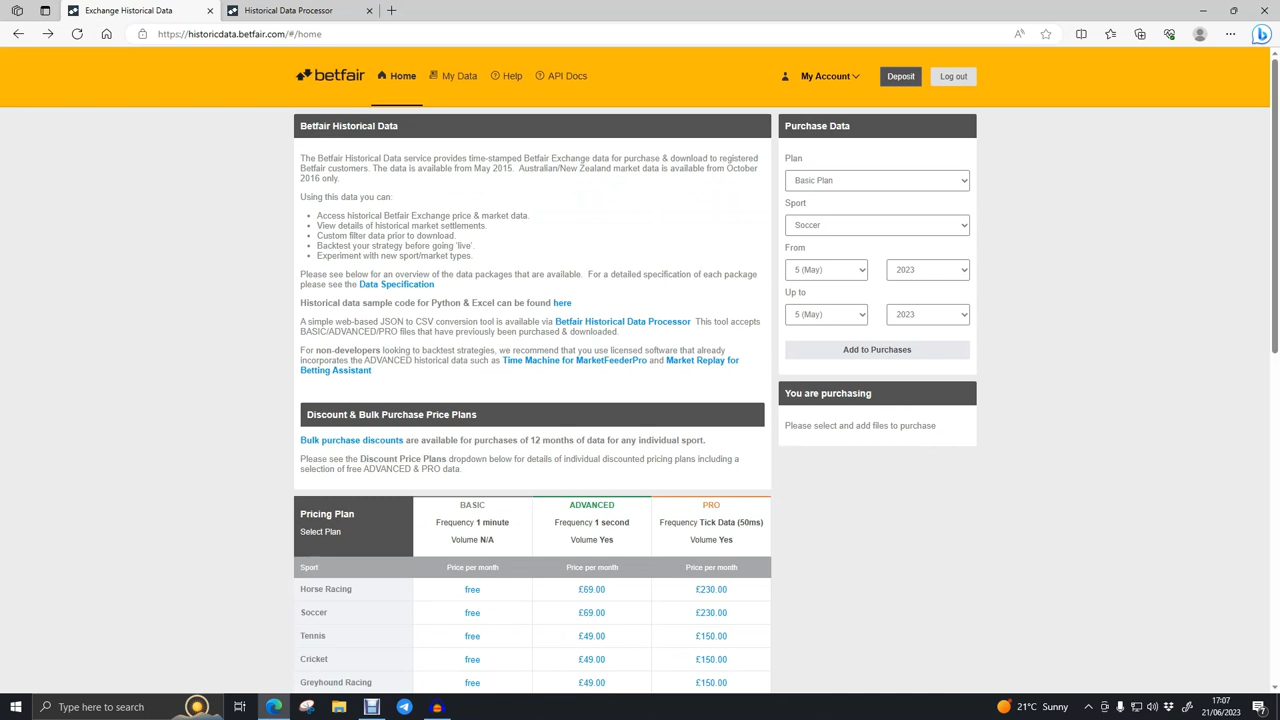 Exchange Historical Data
Historical Data Processor
https://historicdata.betfair.com/#/home
betfair
Home
My Data
Help
API Docs
My Account
Deposit
Log out
Betfair Historical Data
The Betfair Historical Data service provides time-stamped Betfair Exchange data for purchase & download to registered
Betfair customers. The data is available from May 2015. Australian/New Zealand market data is available from October
2016 only.
Using this data you can:
Access historical Betfair Exchange price & market data.
View details of historical market settlements.
Custom filter data prior to download.
Backtest your strategy before going 'live'.
Experiment with new sport/market types.
Please see below for an overview of the data packages that are available. For a detailed specification of each package
please see the Data Specification
Historical data sample code for Python & Excel can be found here
A simple web-based JSON to CSV conversion tool is available via Betfair Historical Data Processor This tool accepts
BASIC/ADVANCED/PRO files that have previously been purchased & downloaded.
For non-developers looking to backtest strategies, we recommend that you use licensed software that already
incorporates the ADVANCED historical data such as Time Machine for MarketFeederPro and Market Replay for
Betting Assistant
Discount & Bulk Purchase Price Plans
Bulk purchase discounts are available for purchases of 12 months of data for any individual sport.
Please see the Discount Price Plans dropdown below for details of individual discounted pricing plans including a
selection of free ADVANCED & PRO data.
Pricing Plan
Select Plan
BASIC
Frequency 1 minute
Volume N/A
ADVANCED
Frequency 1 second
Volume Yes
PRO
Frequency Tick Data (50ms)
Volume Yes
Sport Price per month Price per month Price per month
Horse Racing free £69.00 £230.00
Soccer free £69.00 £230.00
Tennis free £49.00 £150.00
Cricket free £49.00 £150.00
Greyhound Racing free £49.00 £150.00
Purchase Data
Plan
Basic Plan
Sport
Soccer
From
5 (May) 2023
Up to
5 (May) 2023
Add to Purchases
You are purchasing
Please select and add files to purchase
Type here to search
21°C Sunny
17:07
21/06/2023